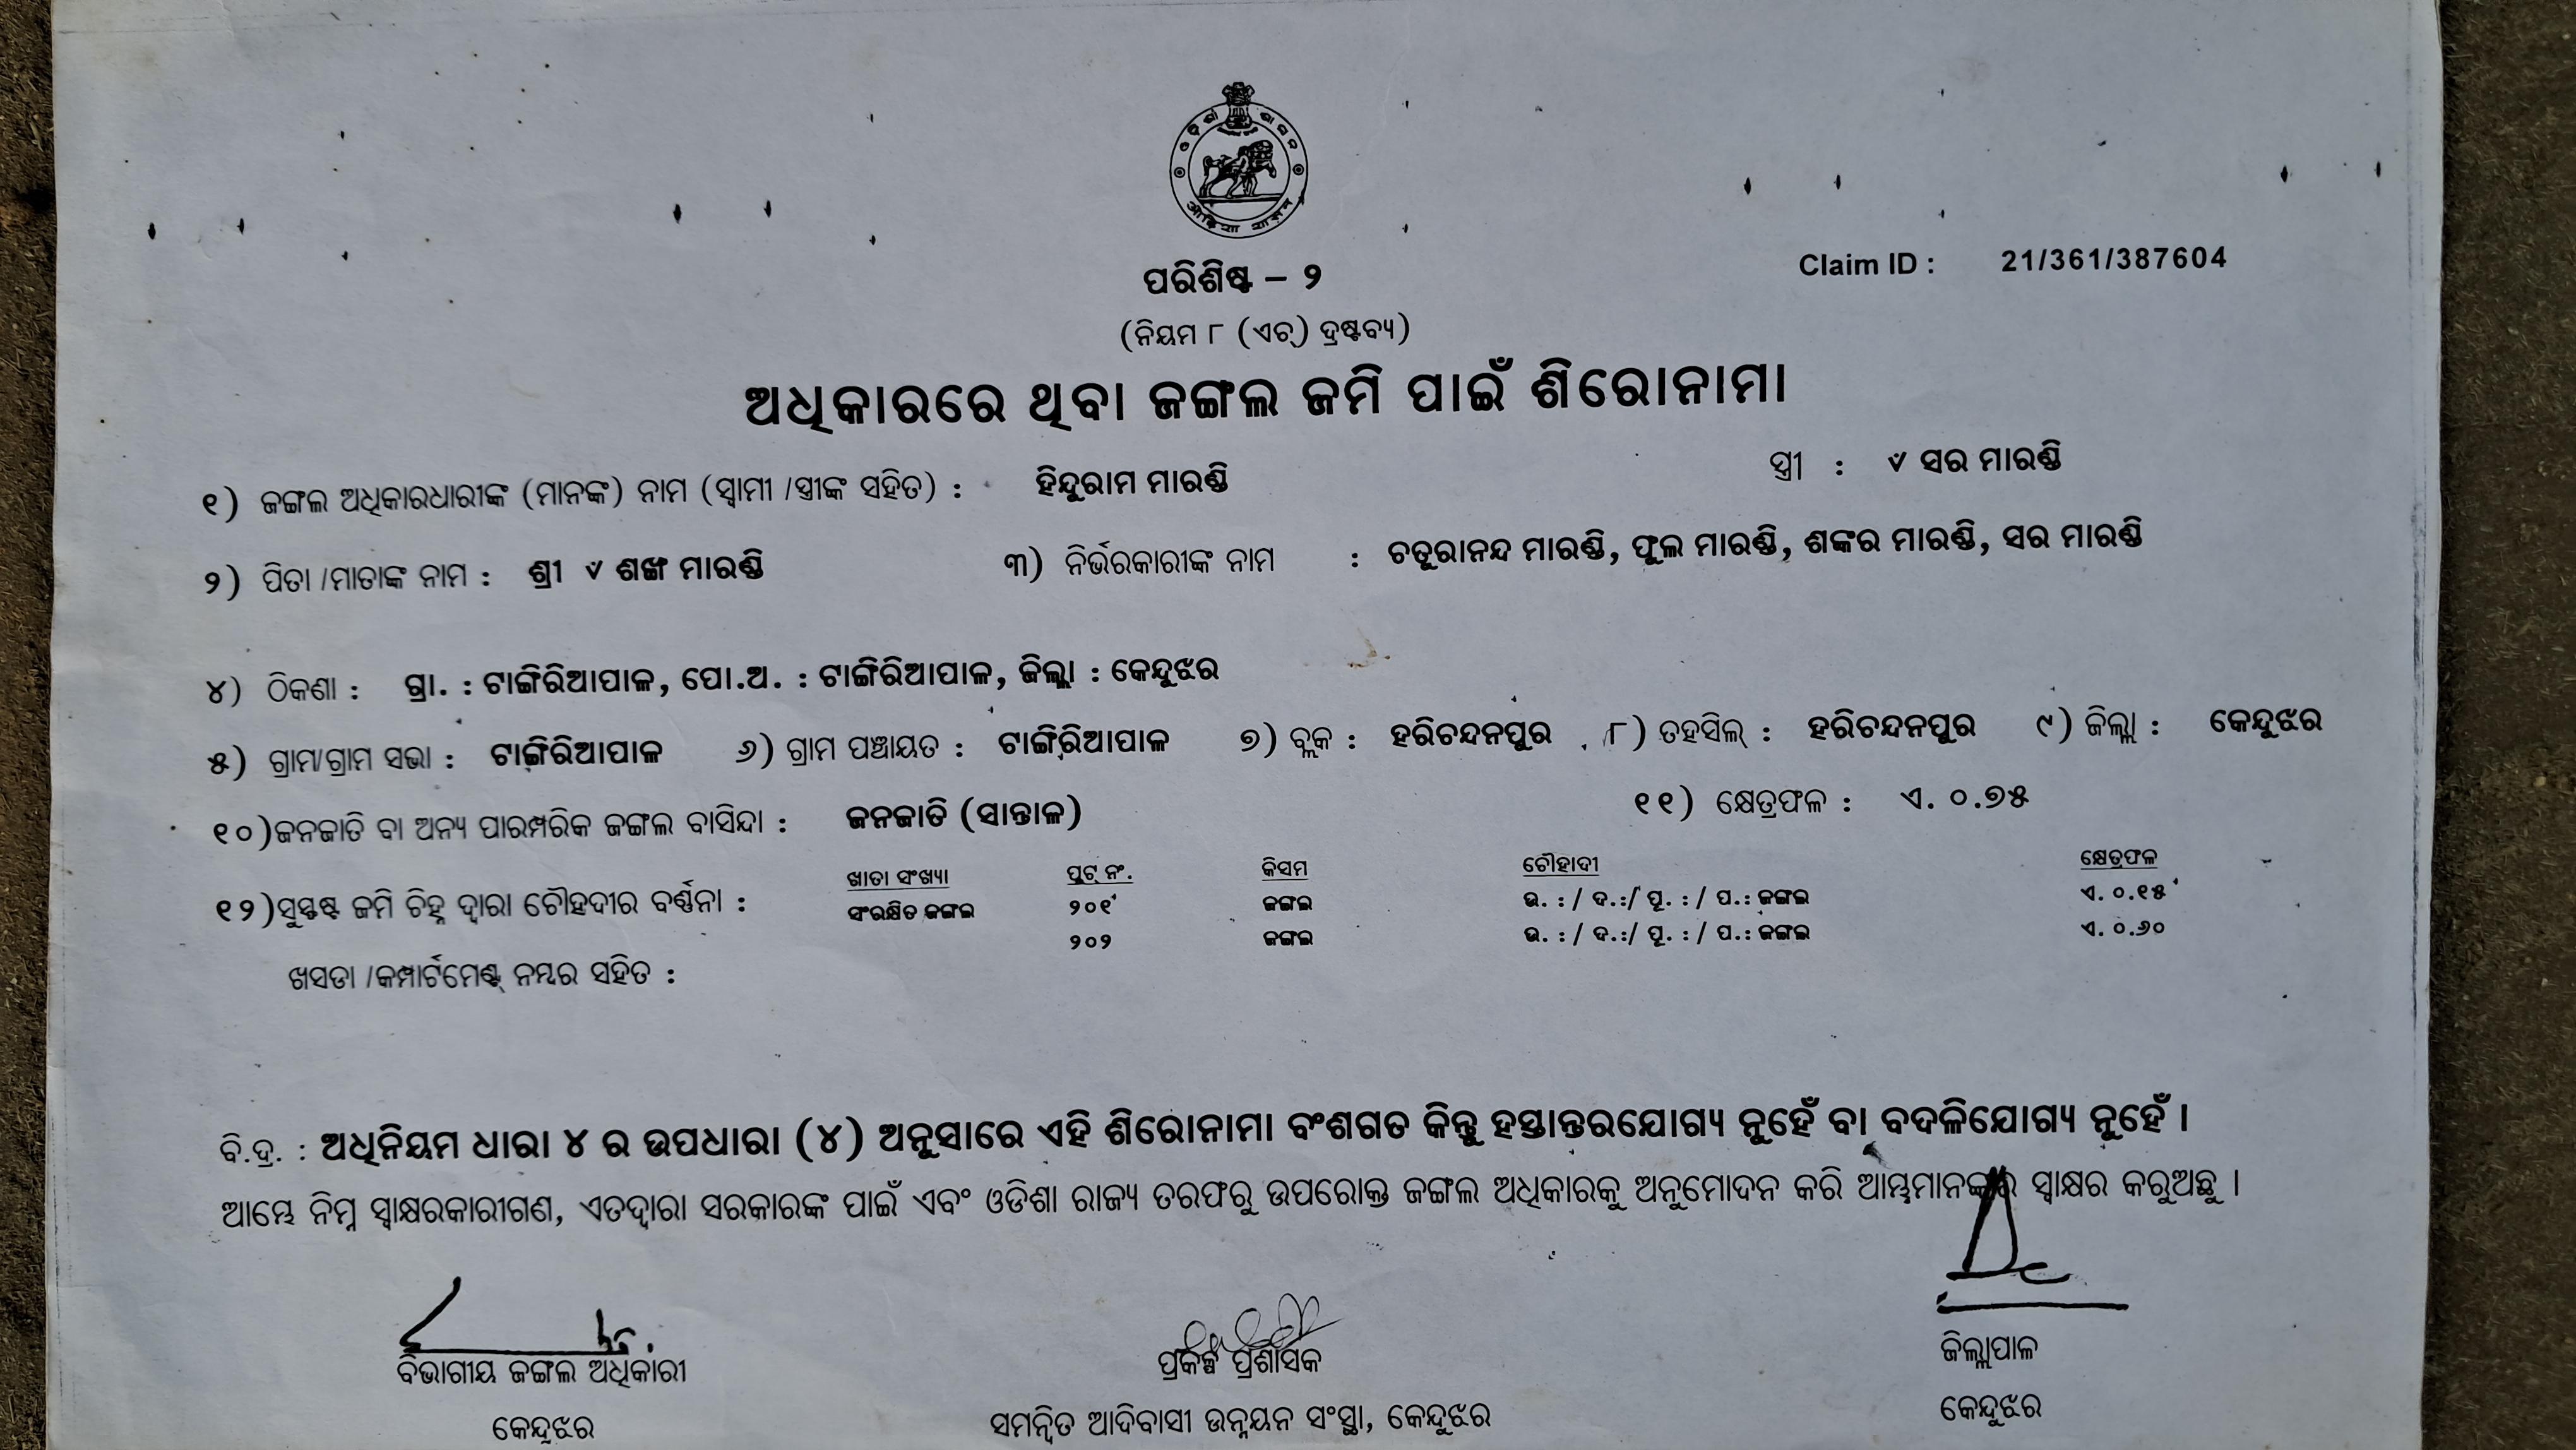 ଓଡ଼ିଶା ଶାସନ
ओड़िशा शासन
ପରିଶିଷ୍ଟ – ୨
Claim ID : 21/361/387604
(ନିୟମ ୮ (ଏଚ୍) ଦ୍ରଷ୍ଟବ୍ୟ)
ଅଧିକାରରେ ଥିବା ଜଙ୍ଗଲ ଜମି ପାଇଁ ଶିରୋନାମା
୧) ଜଙ୍ଗଲ ଅଧିକାରଧାରୀଙ୍କ (ମାନଙ୍କ) ନାମ (ସ୍ୱାମୀ /ସ୍ତ୍ରୀଙ୍କ ସହିତ) : ହିନ୍ଦୁରାମ ମାରଣ୍ଡି ସ୍ତ୍ରୀ : ୰ ସର ମାରଣ୍ଡି
୨) ପିତା /ମାତାଙ୍କ ନାମ : ଶ୍ରୀ ୰ ଶଙ୍ଖ ମାରଣ୍ଡି ୩) ନିର୍ଭରକାରୀଙ୍କ ନାମ : ଚତୁରାନନ୍ଦ ମାରଣ୍ଡି, ଫୁଲ ମାରଣ୍ଡି, ଶଙ୍କର ମାରଣ୍ଡି, ସର ମାରଣ୍ଡି
୪) ଠିକଣା : ଗ୍ରା. : ଟାଙ୍ଗିରିଆପାଳ, ପୋ.ଅ. : ଟାଙ୍ଗିରିଆପାଳ, ଜିଲ୍ଲା : କେନ୍ଦୁଝର
୫) ଗ୍ରାମ/ଗ୍ରାମ ସଭା : ଟାଙ୍ଗିରିଆପାଳ ୬) ଗ୍ରାମ ପଞ୍ଚାୟତ : ଟାଙ୍ଗିରିଆପାଳ ୭) ବ୍ଲକ : ହରିଚନ୍ଦନପୁର ୮) ତହସିଲ୍ : ହରିଚନ୍ଦନପୁର ୯) ଜିଲ୍ଲା : କେନ୍ଦୁଝର
୧୦) ଜନଜାତି ବା ଅନ୍ୟ ପାରମ୍ପରିକ ଜଙ୍ଗଲ ବାସିନ୍ଦା : ଜନଜାତି (ସାନ୍ତାଳ) ୧୧) କ୍ଷେତ୍ରଫଳ : ଏ. ୦.୭୫
ଖାତା ସଂଖ୍ୟା ପ୍ଲଟ୍ ନଂ. କିସମ ଚୌହାଦୀ କ୍ଷେତ୍ରଫଳ
୧୨) ସୁସ୍ପଷ୍ଟ ଜମି ଚିହ୍ନ ଦ୍ୱାରା ଚୌହଦୀର ବର୍ଣ୍ଣନା : ସଂରକ୍ଷିତ ଜଙ୍ଗଲ ୨୦୧ ଜଙ୍ଗଲ ଉ. : / ଦ.:/ ପୂ. : / ପ.: ଜଙ୍ଗଲ ଏ. ୦.୧୫
୨୦୨ ଜଙ୍ଗଲ ଉ. : / ଦ.:/ ପୂ. : / ପ.: ଜଙ୍ଗଲ ଏ. ୦.୬୦
ଖସଡା /କମ୍ପାର୍ଟମେଣ୍ଟ୍ ନମ୍ବର ସହିତ :
ବି.ଦ୍ର. : ଅଧିନିୟମ ଧାରା ୪ ର ଉପଧାରା (୪) ଅନୁସାରେ ଏହି ଶିରୋନାମା ବଂଶଗତ କିନ୍ତୁ ହସ୍ତାନ୍ତରଯୋଗ୍ୟ ନୁହେଁ ବା ବଦଳିଯୋଗ୍ୟ ନୁହେଁ ।
ଆମ୍ଭେ ନିମ୍ନ ସ୍ୱାକ୍ଷରକାରୀଗଣ, ଏତଦ୍ୱାରା ସରକାରଙ୍କ ପାଇଁ ଏବଂ ଓଡିଶା ରାଜ୍ୟ ତରଫରୁ ଉପରୋକ୍ତ ଜଙ୍ଗଲ ଅଧିକାରକୁ ଅନୁମୋଦନ କରି ଆମ୍ଭମାନଙ୍କର ସ୍ୱାକ୍ଷର କରୁଅଛୁ ।
ବିଭାଗୀୟ ଜଙ୍ଗଲ ଅଧିକାରୀ ପ୍ରକଳ୍ପ ପ୍ରଶାସକ ଜିଲ୍ଲାପାଳ
କେନ୍ଦୁଝର ସମନ୍ୱିତ ଆଦିବାସୀ ଉନ୍ନୟନ ସଂସ୍ଥା, କେନ୍ଦୁଝର କେନ୍ଦୁଝର